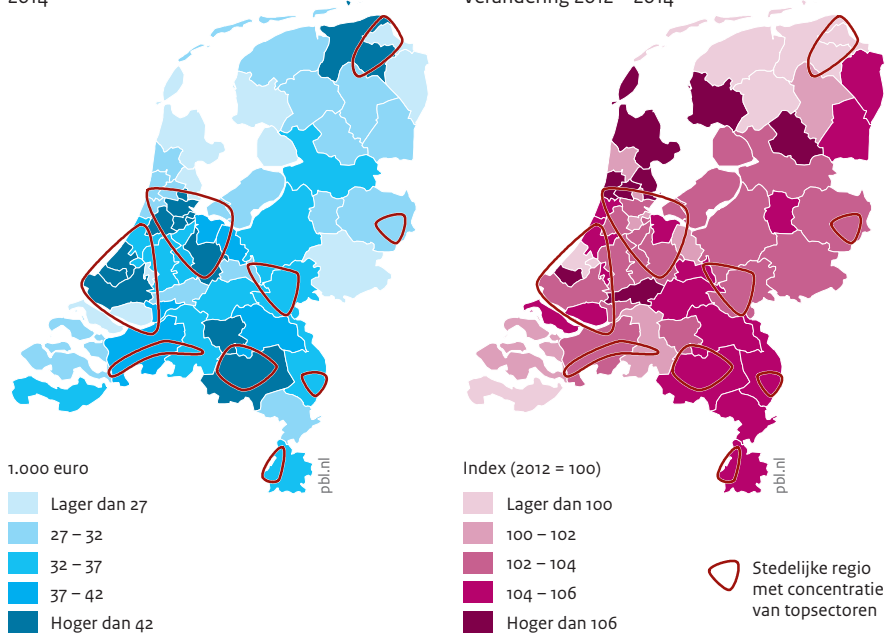 2014
Verandering 2012 – 2014
1.000 euro
Lager dan 27
27 – 32
32 – 37
37 – 42
Hoger dan 42
pbl.nl
Index (2012 = 100)
Lager dan 100
100 – 102
102 – 104
104 – 106
Hoger dan 106
pbl.nl
Stedelijke regio
met concentratie
van topsectoren